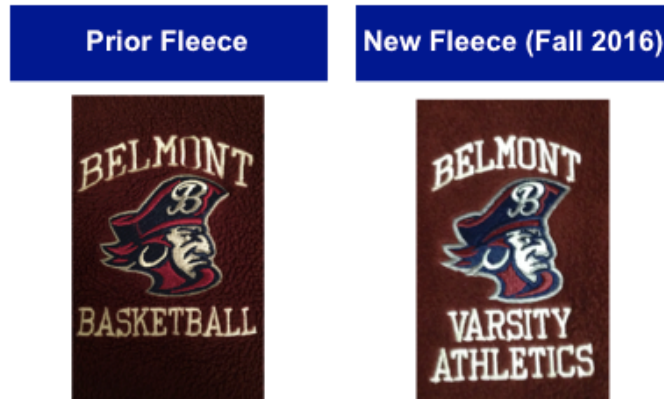 Prior Fleece
New Fleece (Fall 2016)
BELMONT
B
BASKETBALL
BELMONT
B
VARSITY
ATHLETICS